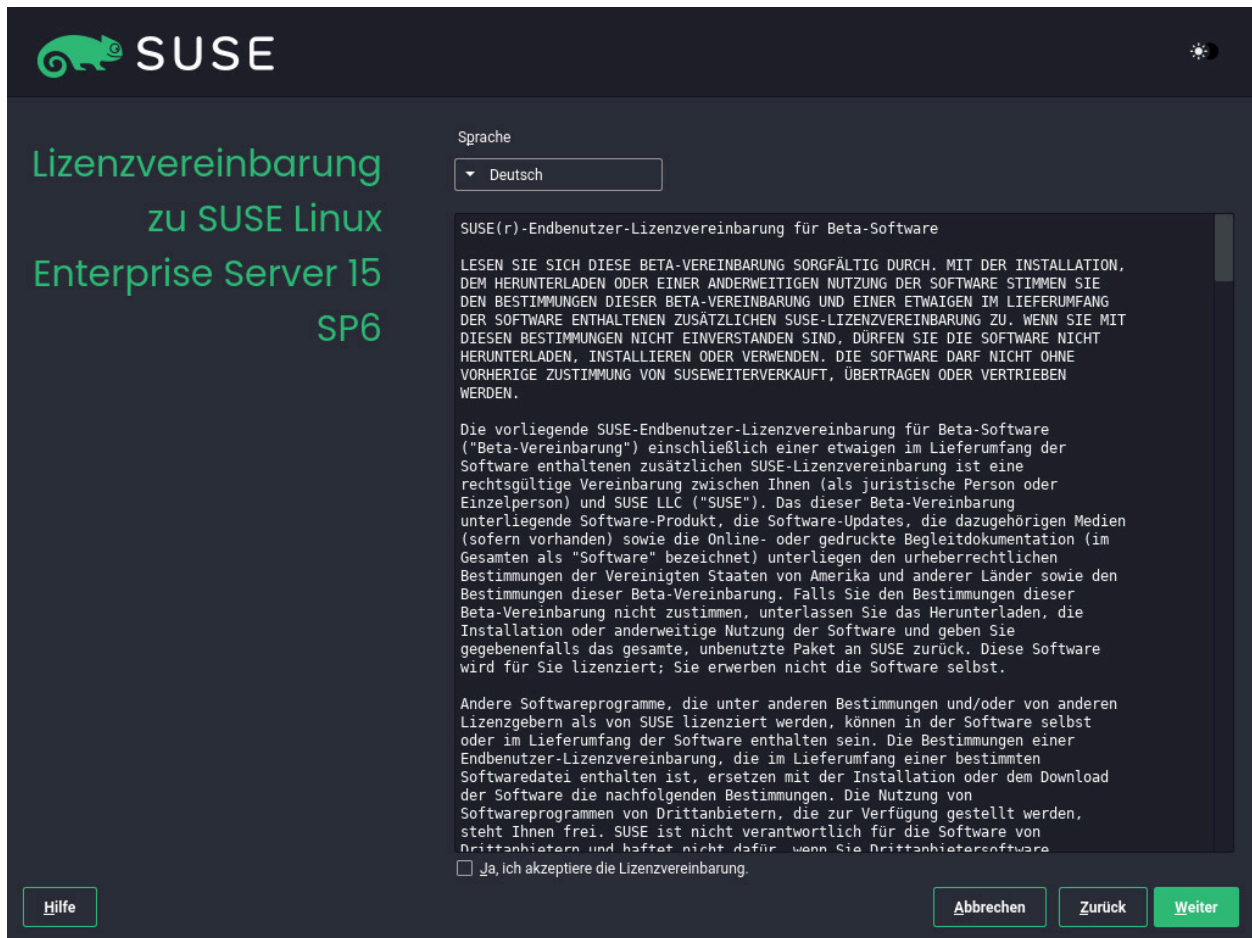 SUSE
Lizenzvereinbarung
zu SUSE Linux
Enterprise Server 15
SP6
Sprache
Deutsch
SUSE(r)-Endbenutzer-Lizenzvereinbarung für Beta-Software
LESEN SIE SICH DIESE BETA-VEREINBARUNG SORGFÄLTIG DURCH. MIT DER INSTALLATION,
DEM HERUNTERLADEN ODER EINER ANDERWEITIGEN NUTZUNG DER SOFTWARE STIMMEN SIE
DEN BESTIMMUNGEN DIESER BETA-VEREINBARUNG UND EINER ETWAIGEN IM LIEFERUMFANG
DER SOFTWARE ENTHALTENEN ZUSÄTZLICHEN SUSE-LIZENZVEREINBARUNG ZU. WENN SIE MIT
DIESEN BESTIMMUNGEN NICHT EINVERSTANDEN SIND, DÜRFEN SIE DIE SOFTWARE NICHT
HERUNTERLADEN, INSTALLIEREN ODER VERWENDEN. DIE SOFTWARE DARF NICHT OHNE
VORHERIGE ZUSTIMMUNG VON SUSEWEITERVERKAUFT, ÜBERTRAGEN ODER VERTRIEBEN
WERDEN.
Die vorliegende SUSE-Endbenutzer-Lizenzvereinbarung für Beta-Software
("Beta-Vereinbarung") einschließlich einer etwaigen im Lieferumfang der
Software enthaltenen zusätzlichen SUSE-Lizenzvereinbarung ist eine
rechtsgültige Vereinbarung zwischen Ihnen (als juristische Person oder
Einzelperson) und SUSE LLC ("SUSE"). Das dieser Beta-Vereinbarung
unterliegende Software-Produkt, die Software-Updates, die dazugehörigen Medien
(sofern vorhanden) sowie die Online- oder gedruckte Begleitdokumentation (im
Gesamten als "Software" bezeichnet) unterliegen den urheberrechtlichen
Bestimmungen der Vereinigten Staaten von Amerika und anderer Länder sowie den
Bestimmungen dieser Beta-Vereinbarung. Falls Sie den Bestimmungen dieser
Beta-Vereinbarung nicht zustimmen, unterlassen Sie das Herunterladen, die
Installation oder anderweitige Nutzung der Software und geben Sie
gegebenenfalls das gesamte, unbenutzte Paket an SUSE zurück. Diese Software
wird für Sie lizenziert; Sie erwerben nicht die Software selbst.
Andere Softwareprogramme, die unter anderen Bestimmungen und/oder von anderen
Lizenzgebern als von SUSE lizenziert werden, können in der Software selbst
oder im Lieferumfang der Software enthalten sein. Die Bestimmungen einer
Endbenutzer-Lizenzvereinbarung, die im Lieferumfang einer bestimmten
Softwaredatei enthalten ist, ersetzen mit der Installation oder dem Download
der Software die nachfolgenden Bestimmungen. Die Nutzung von
Softwareprogrammen von Drittanbietern, die zur Verfügung gestellt werden,
steht Ihnen frei. SUSE ist nicht verantwortlich für die Software von
Drittanbietern und haftet nicht dafür, wenn Sie Drittanbietersoftware
Ja, ich akzeptiere die Lizenzvereinbarung.
Hilfe
Abbrechen
Zurück
Weiter